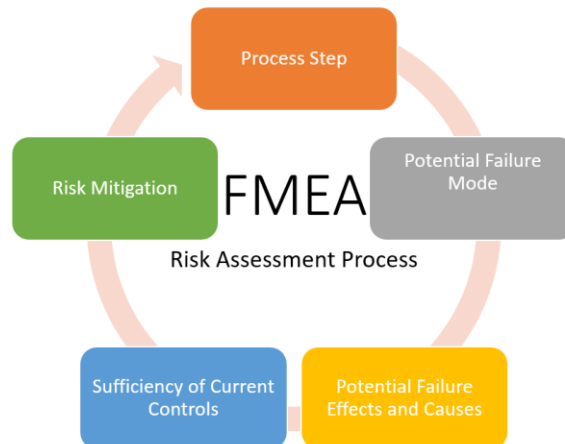 Process Step
Potential Failure
Mode
Risk Mitigation
FMEA
Risk Assessment Process
Sufficiency of Current
Controls
Potential Failure
Effects and Causes